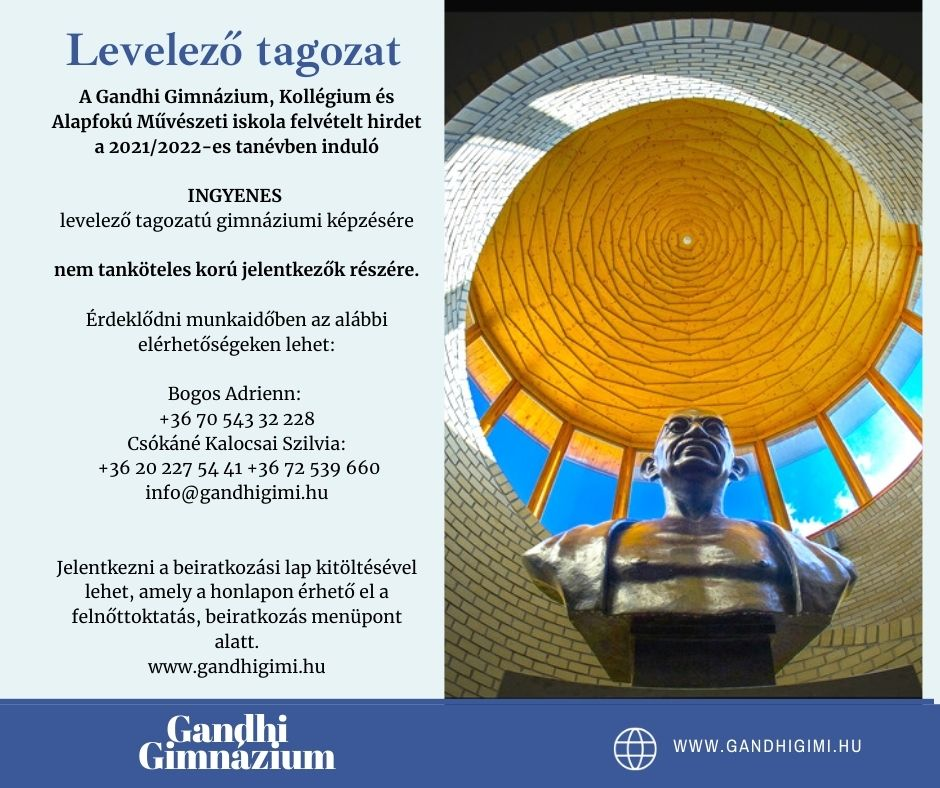 Levelező tagozat
A Gandhi Gimnázium, Kollégium és
Alapfokú Művészeti iskola felvételt hirdet
a 2021/2022-es tanévben induló
INGYENES
levelező tagozatú gimnáziumi képzésére
nem tanköteles korú jelentkezők részére.
Érdeklődni munkaidőben az alábbi
elérhetőségeken lehet:
Bogos Adrienn:
+36 70 543 32 228
Csókáné Kalocsai Szilvia:
+36 20 227 54 41 +36 72 539 660
info@gandhigimi.hu
Jelentkezni a beiratkozási lap kitöltésével
lehet, amely a honlapon érhető el a
felnőttoktatás, beiratkozás menüpont
alatt.
www.gandhigimi.hu
Gandhi
Gimnázium
WWW.GANDHIGIMI.HU